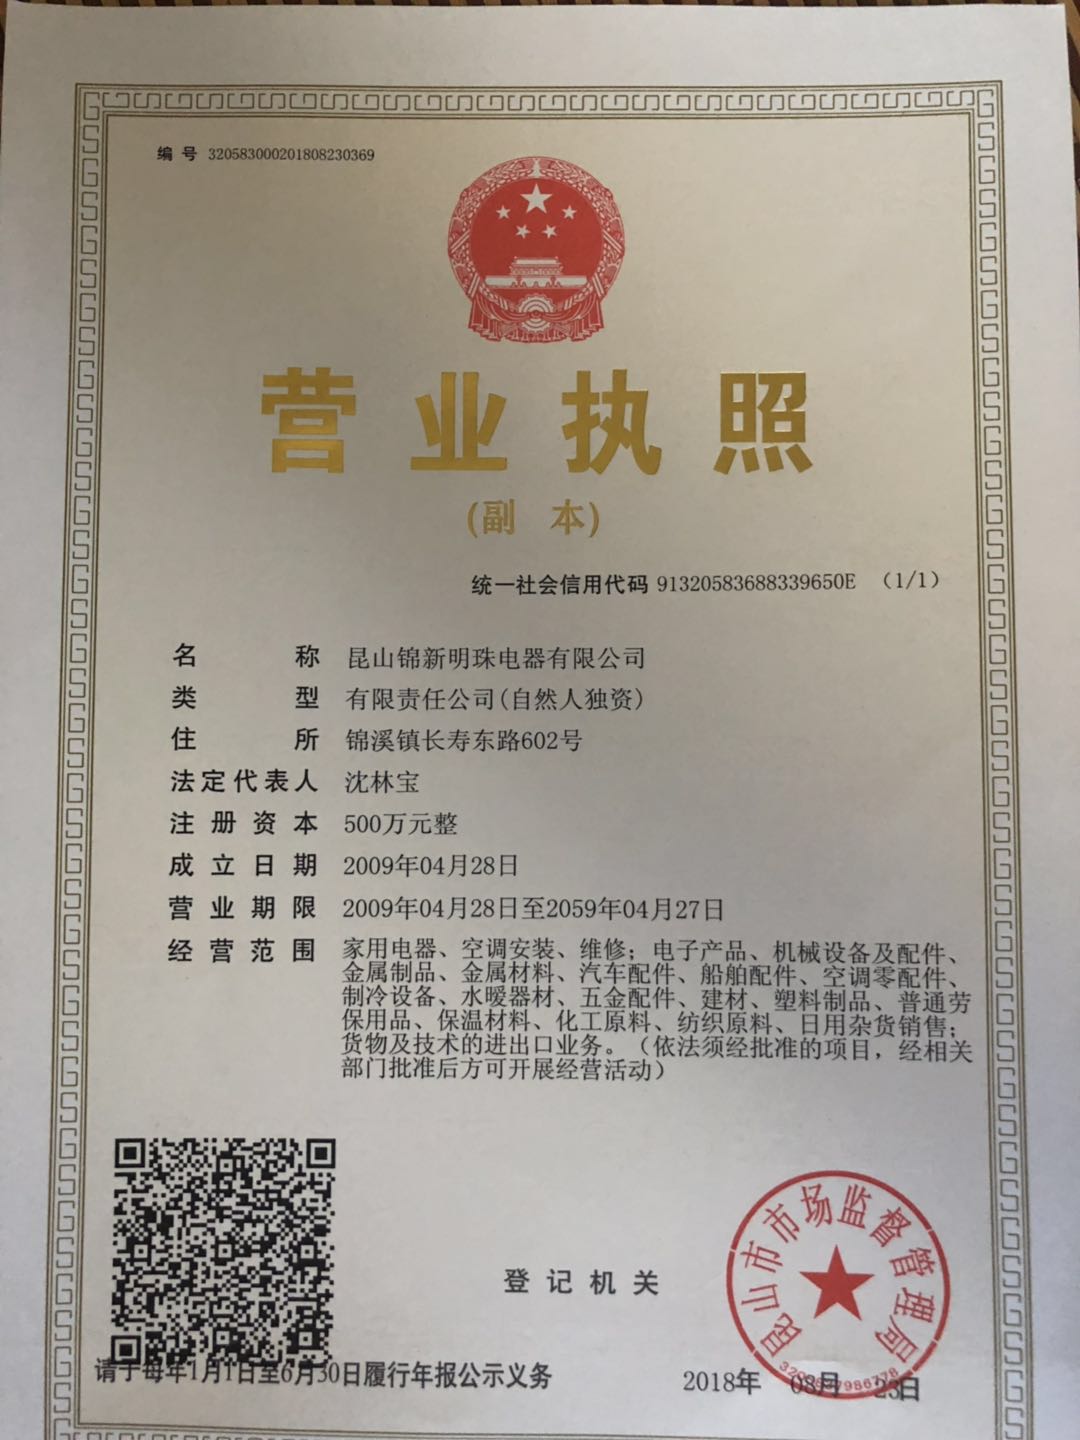 编号 320583000201808230369
营业执照
(副 本)
统一社会信用代码 91320583688339650E (1/1)
名称 昆山锦新明珠电器有限公司
类型 有限责任公司(自然人独资)
住所 锦溪镇长寿东路602号
法定代表人 沈林宝
注册资本 500万元整
成立日期 2009年04月28日
营业期限 2009年04月28日至2059年04月27日
经营范围 家用电器、空调安装、维修；电子产品、机械设备及配件、
金属制品、金属材料、汽车配件、船舶配件、空调零配件、
制冷设备、水暖器材、五金配件、建材、塑料制品、普通劳
保用品、保温材料、化工原料、纺织原料、日用杂货销售；
货物及技术的进出口业务。（依法须经批准的项目，经相关
部门批准后方可开展经营活动）
登记机关
昆山市市场监督管理局
请于每年1月1日至6月30日履行年报公示义务
2018年 08月 23日